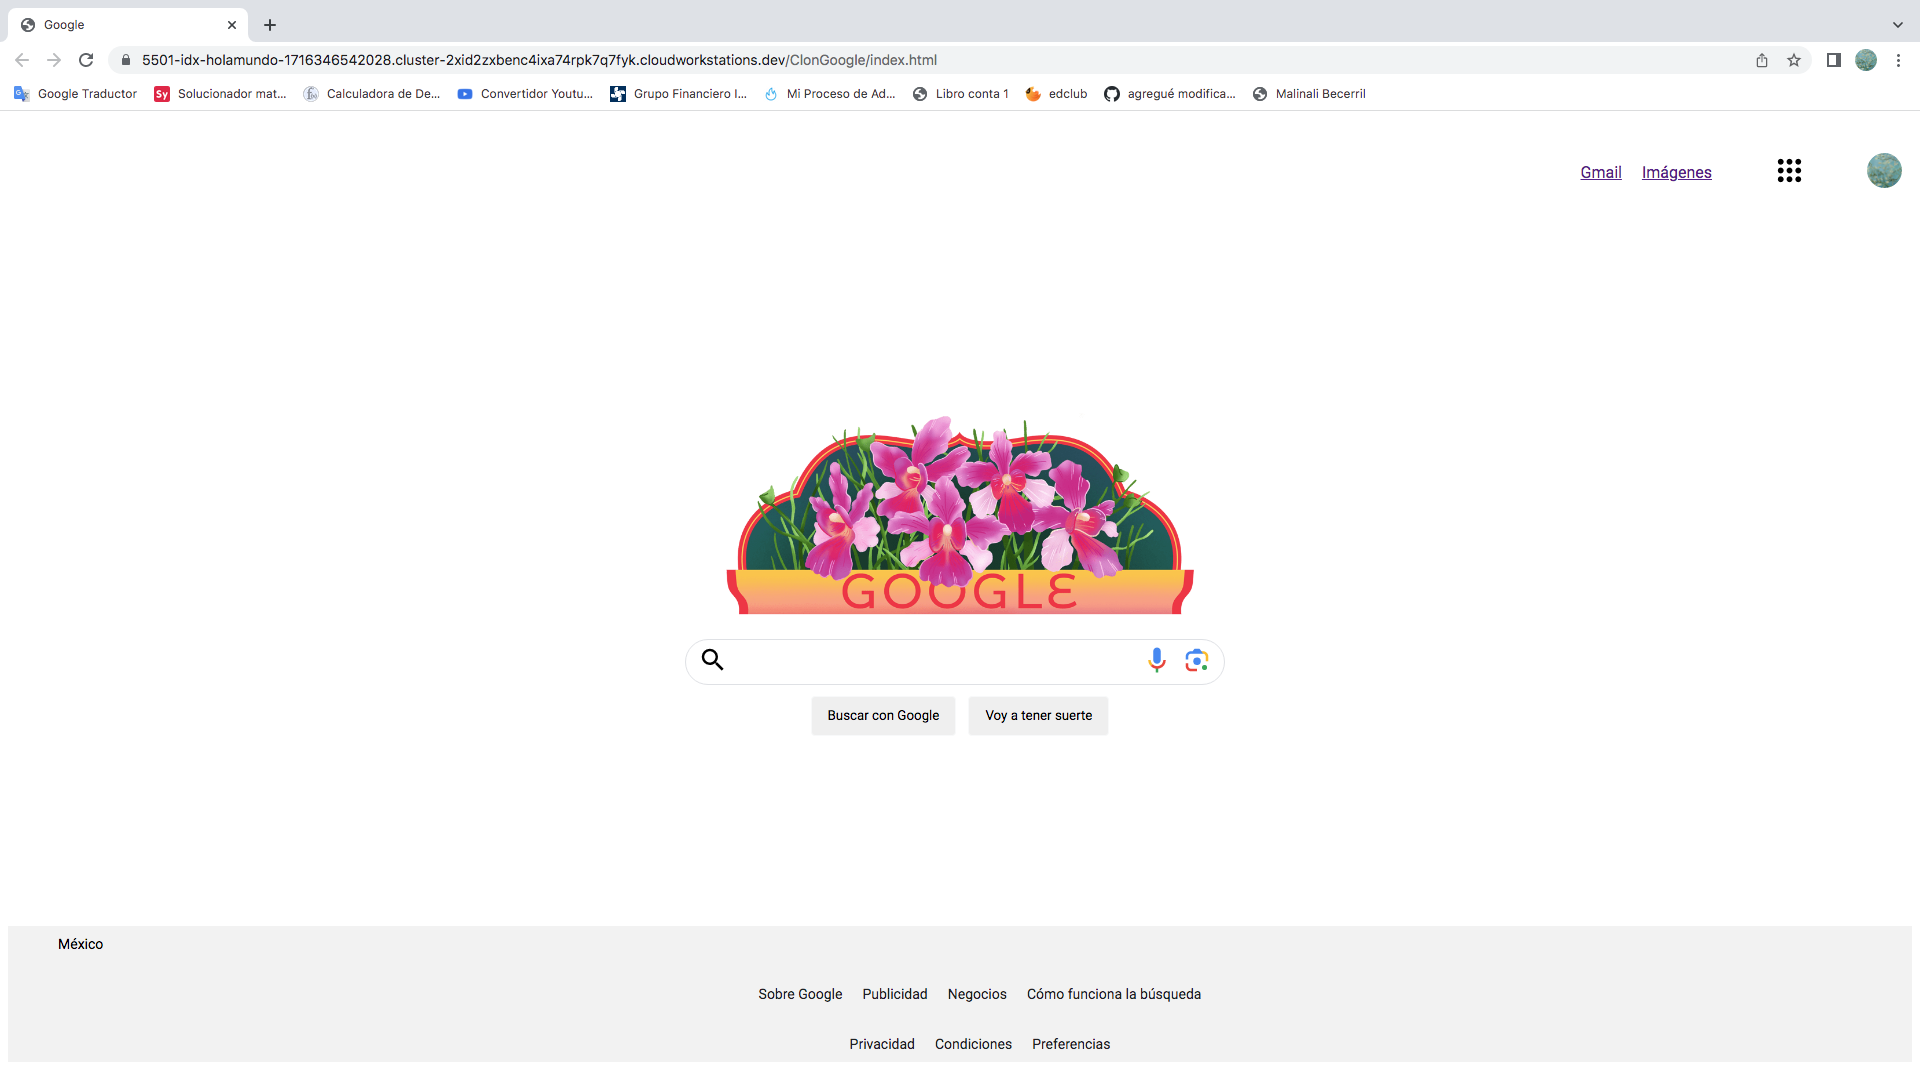 Google
5501-idx-holamundo-1716346542028.cluster-2xid2zxbenc4ixa74rpk7q7fyk.cloudworkstations.dev/ClonGoogle/index.html
Google Traductor Sy Solucionador mat... Calculadora de De... Convertidor Youtu... Grupo Financiero I... Mi Proceso de Ad... Libro conta 1 edclub agregué modifica... Malinali Becerril
Gmail Imágenes
GOOGLE
Buscar con Google Voy a tener suerte
México
Sobre Google Publicidad Negocios Cómo funciona la búsqueda
Privacidad Condiciones Preferencias